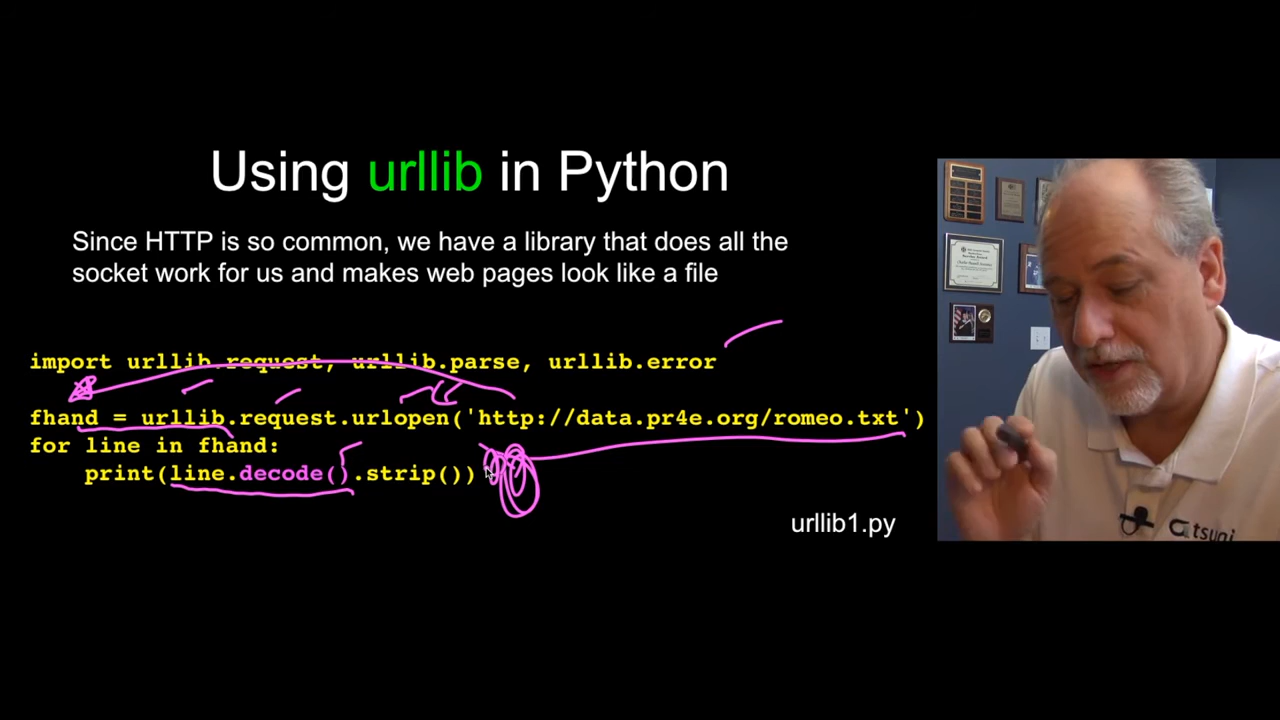 Using urllib in Python
Since HTTP is so common, we have a library that does all the
socket work for us and makes web pages look like a file
import urllib.request, urllib.parse, urllib.error
fhand = urllib.request.urlopen('http://data.pr4e.org/romeo.txt')
for line in fhand:
    print(line.decode().strip())
urllib1.py
tsugi